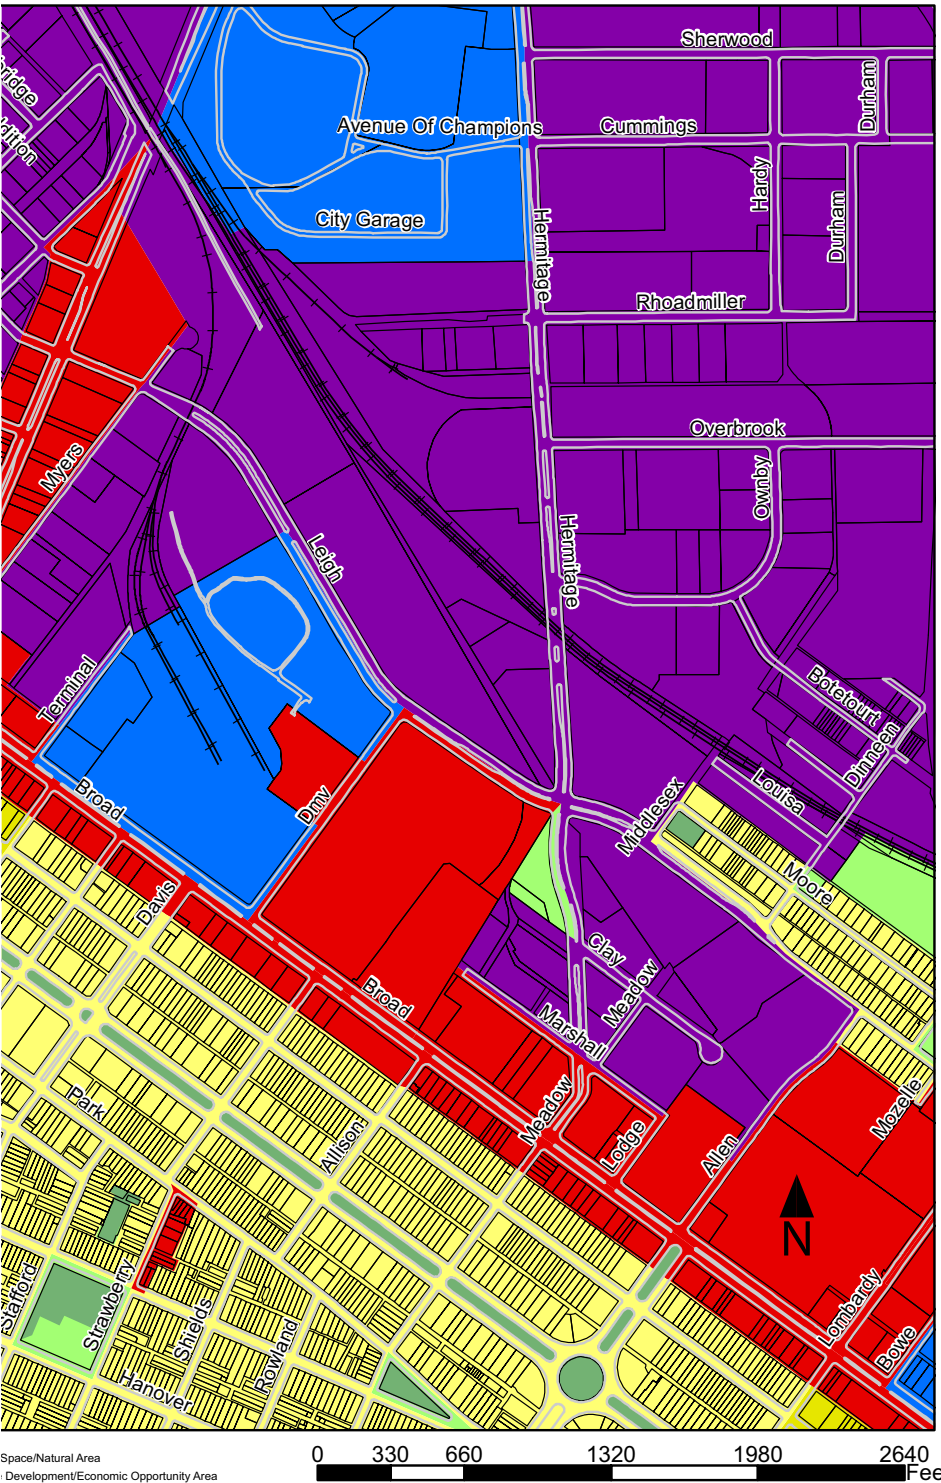 Sherwood
Durham
Avenue Of Champions
Cummings
Hardy
Durham
City Garage
Hermitage
Rhoadmiller
Overbrook
Myers
Ownby
Leigh
Hermitage
Terminal
Botetourt
Dinneen
Broad
Dmv
Middlesex
Louisa
Moore
Davis
Clay
Meadow
Broad
Marshall
Park
Allison
Meadow
Lodge
Allen
Mozelle
N
Stafford
Strawberry
Shields
Rowland
Lombardy
Bowe
Hanover
Space/Natural Area
Development/Economic Opportunity Area
0 330 660 1320 1980 2640
Fee